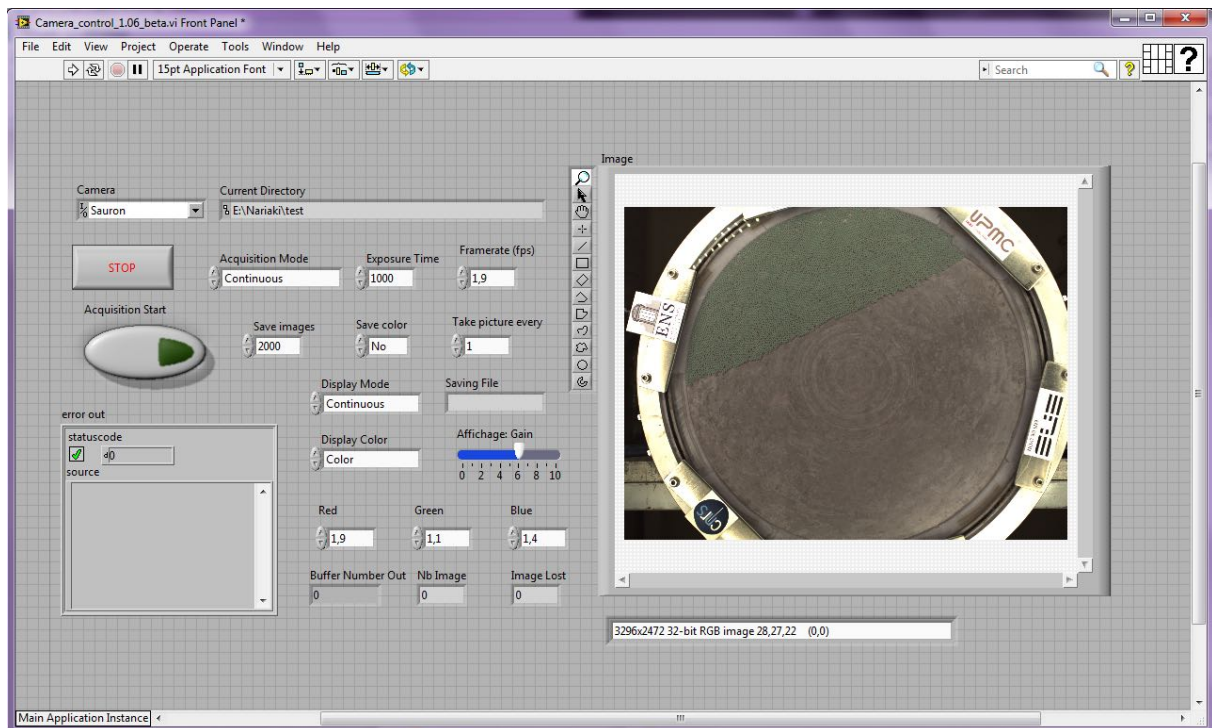 Camera_control_1.06_beta.vi Front Panel *
File Edit View Project Operate Tools Window Help
15pt Application Font
Search
?
?
Image
Camera
Current Directory
Sauron
E:\Nariaki\test
STOP
Acquisition Mode
Exposure Time
Framerate (fps)
Continuous
1000
1,9
Acquisition Start
Save images
Save color
Take picture every
2000
No
1
Display Mode
Saving File
Continuous
error out
statuscode
d0
source
Display Color
Affichage: Gain
Color
0 2 4 6 8 10
Red
Green
Blue
1,9
1,1
1,4
Buffer Number Out
Nb Image
Image Lost
0
0
0
UPMC
ENS
cnrs
3296x2472 32-bit RGB image 28,27,22 (0,0)
Main Application Instance